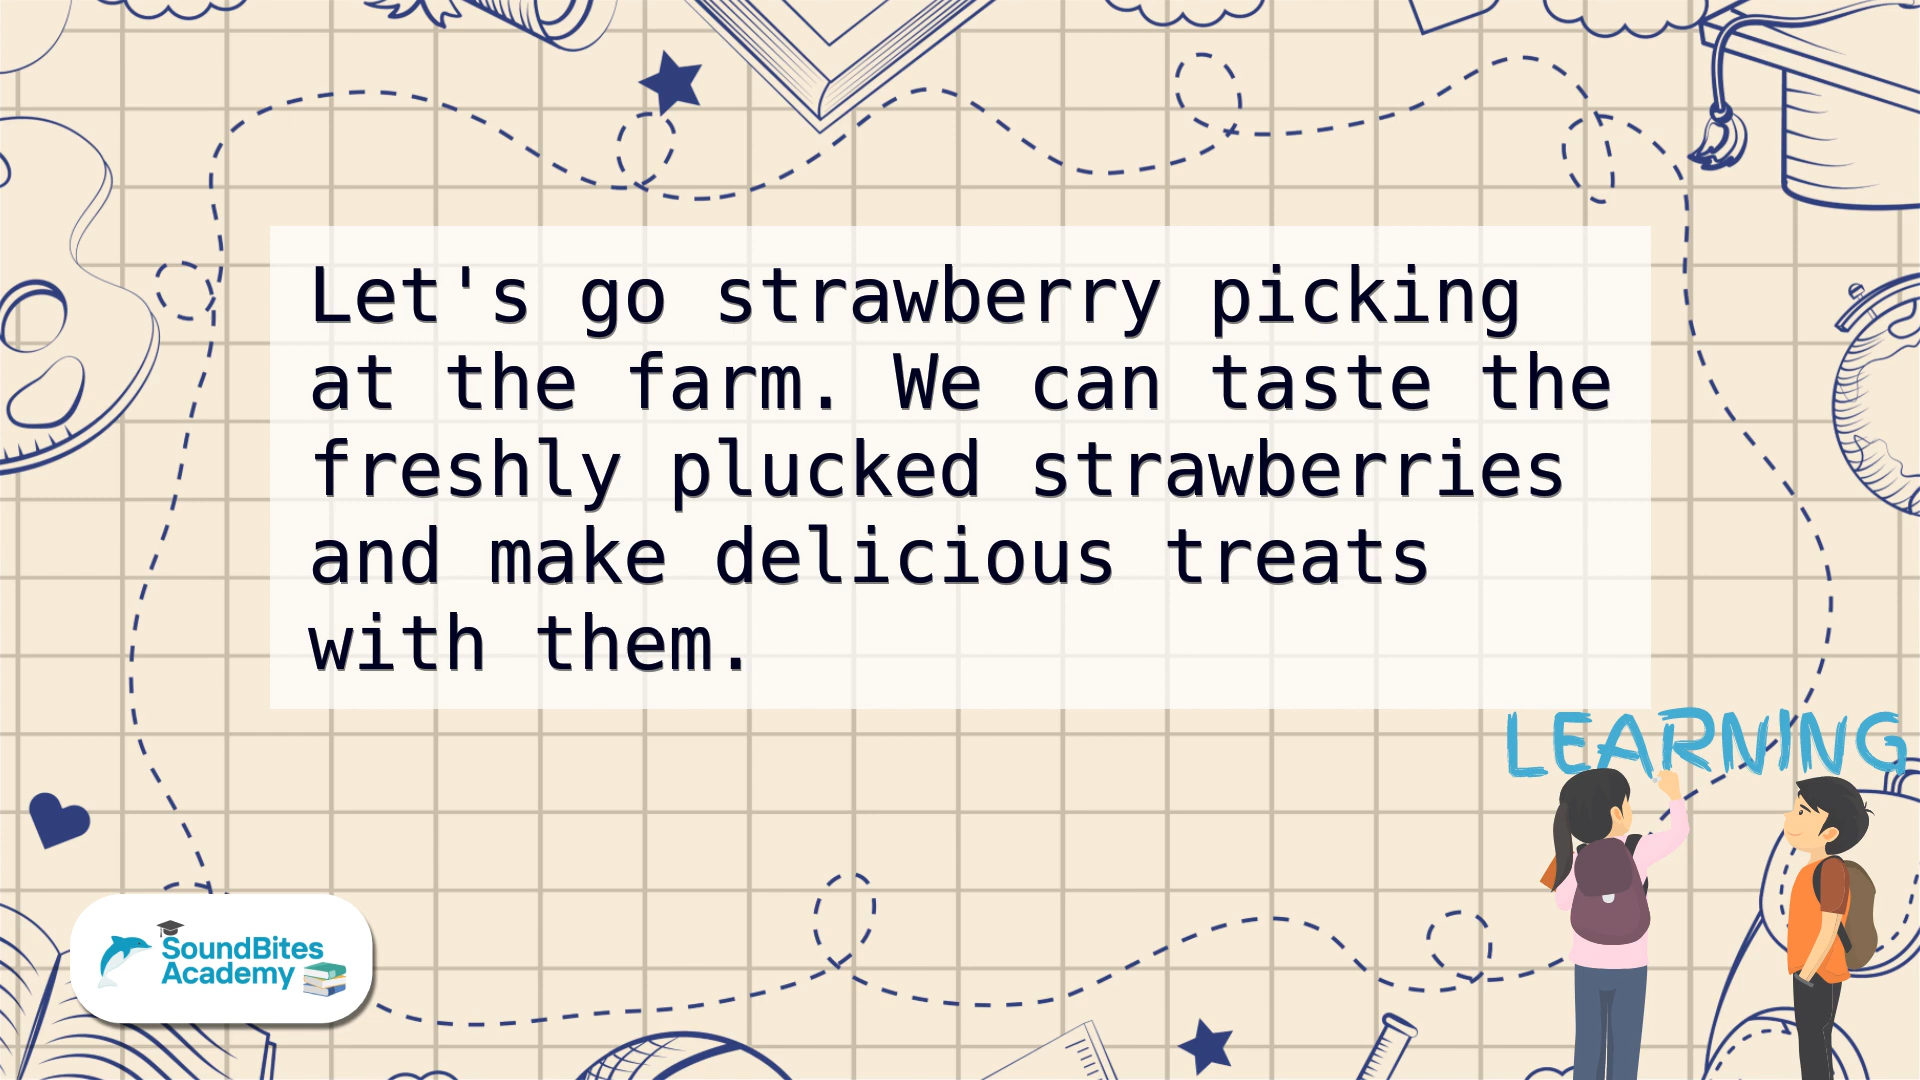 Let's go strawberry picking
at the farm. We can taste the
freshly plucked strawberries
and make delicious treats
with them.
LEARNING
SoundBites
Academy